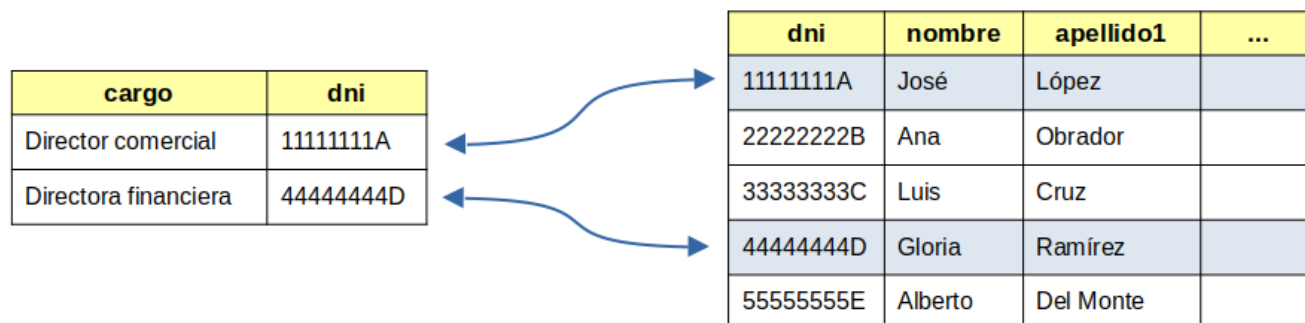 cargo dni
Director comercial 11111111A
Directora financiera 44444444D
dni nombre apellido1 ...
11111111A José López
22222222B Ana Obrador
33333333C Luis Cruz
44444444D Gloria Ramírez
55555555E Alberto Del Monte